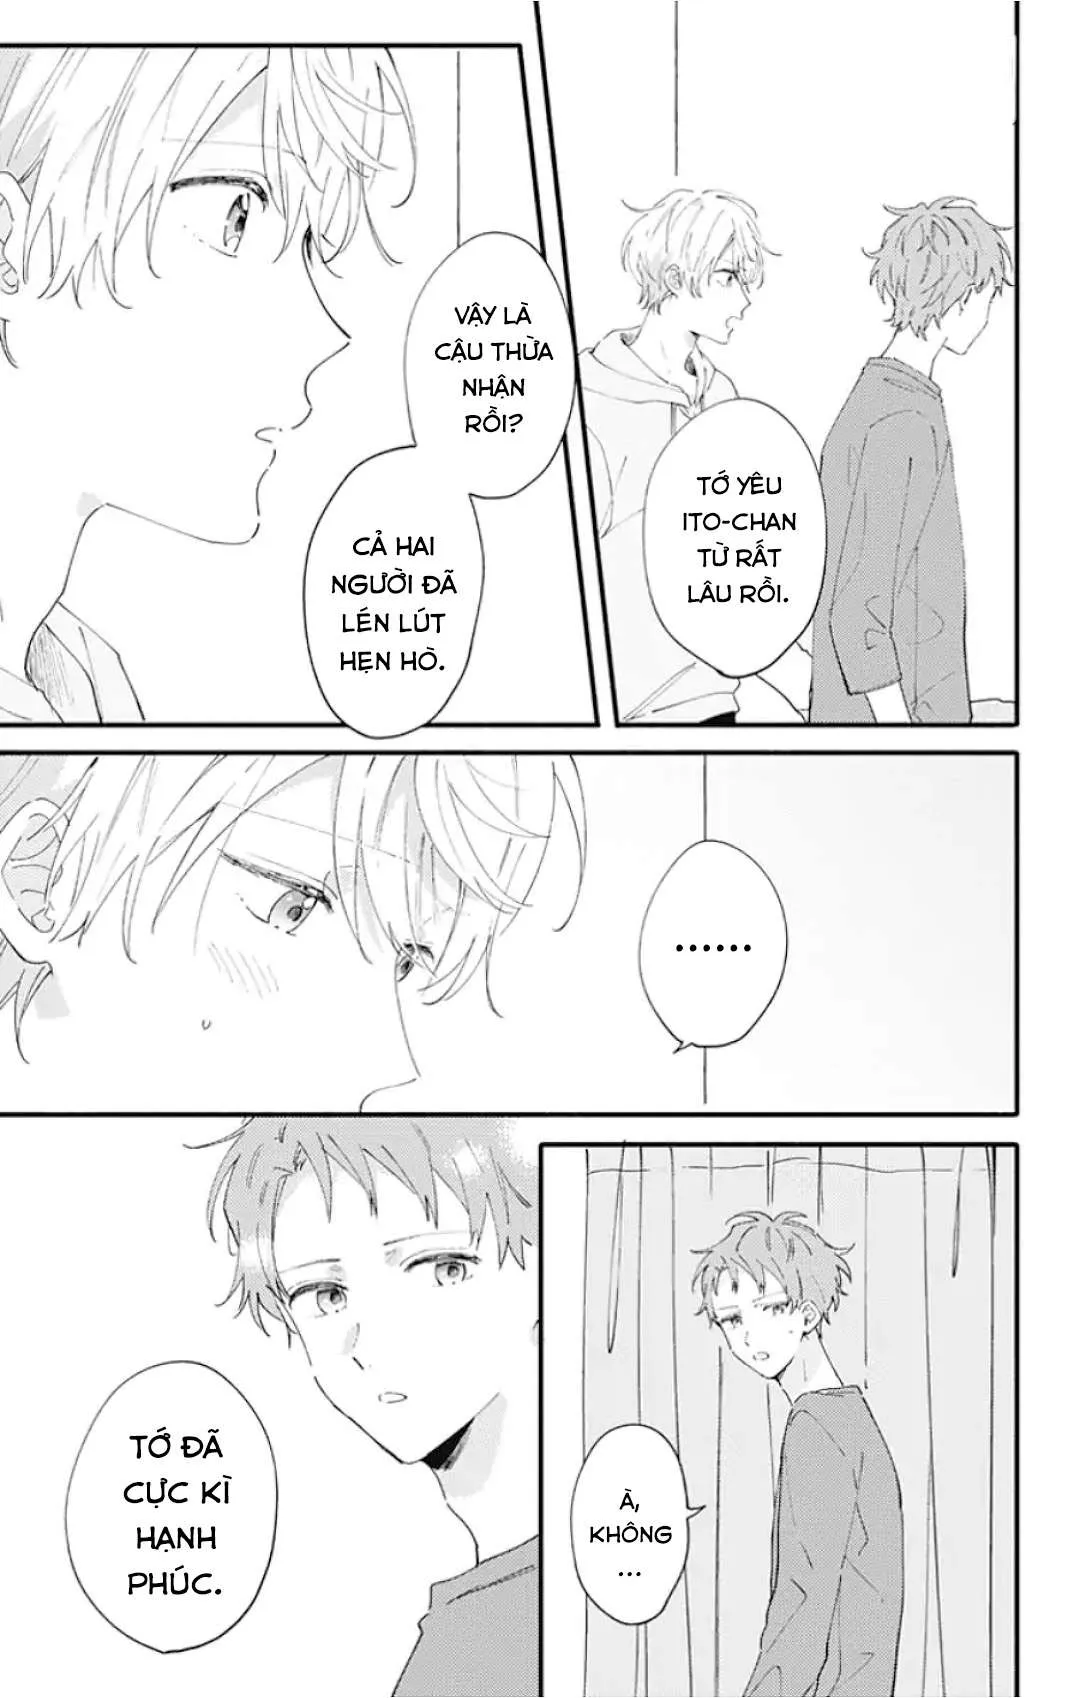 TỚ YÊU
ITO-CHAN
TỪ RẤT
LÂU RỒI.
VẬY LÀ
CẬU THỪA
NHẬN
RỒI?
CẢ HAI
NGƯỜI ĐÃ
LÉN LÚT
HẸN HÒ.
......
À,
KHÔNG
...
TỚ ĐÃ
CỰC KÌ
HẠNH
PHÚC.